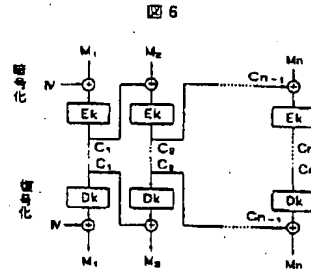 図 6
M₁ M₂ Mn
暗号化
IV Cn-1
Ek Ek Ek
C₁ C₂ Cn
C₁ C₂ Cn
復号化
Dk Dk Dk
IV Cn-1
M₁ M₂ Mn